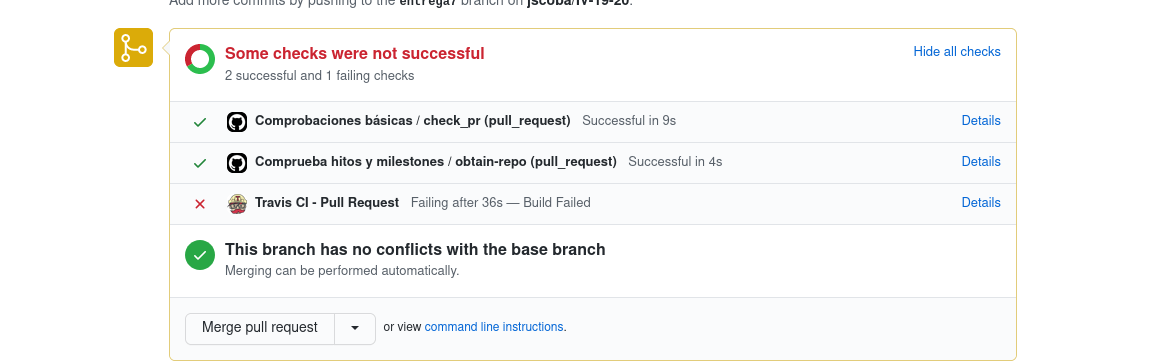 Add more commits by pushing to the entrega7 branch on jscoba/IV-19-20.
Some checks were not successful
Hide all checks
2 successful and 1 failing checks
Comprobaciones básicas / check_pr (pull_request) Successful in 9s Details
Comprueba hitos y milestones / obtain-repo (pull_request) Successful in 4s Details
Travis CI - Pull Request Failing after 36s — Build Failed Details
This branch has no conflicts with the base branch
Merging can be performed automatically.
Merge pull request or view command line instructions.